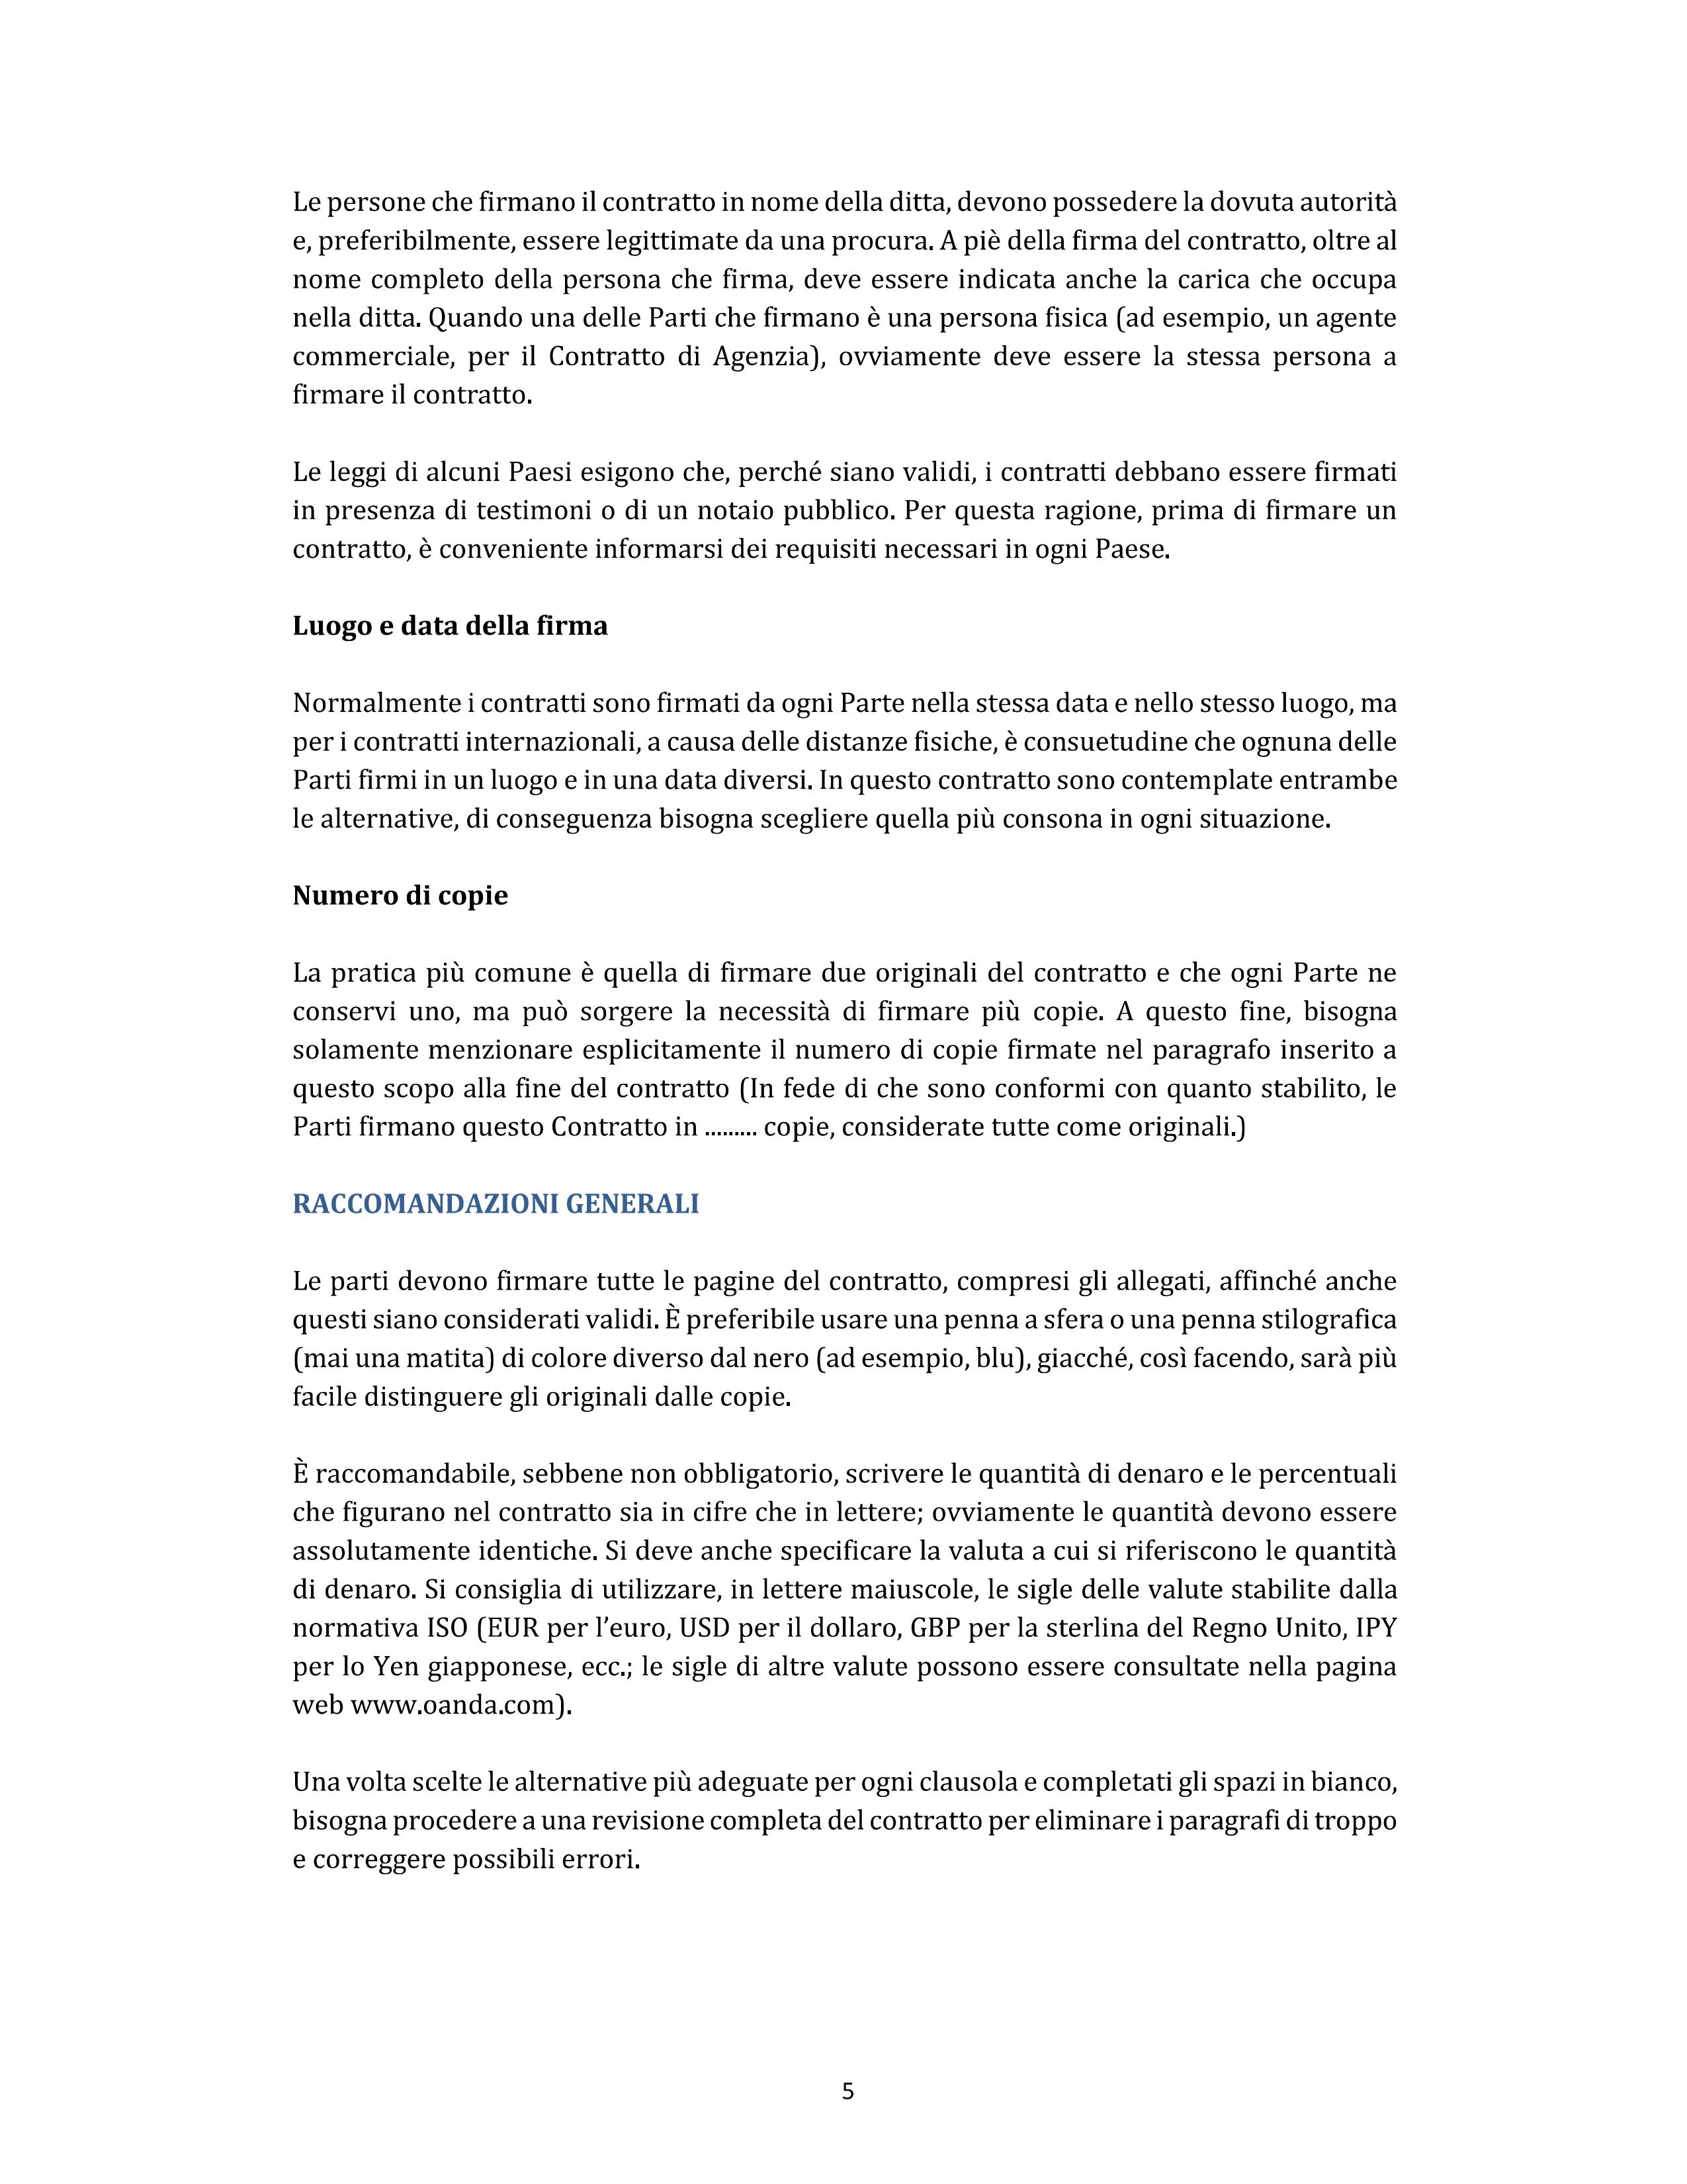 Le persone che firmano il contratto in nome della ditta, devono possedere la dovuta autorità
e, preferibilmente, essere legittimate da una procura. A piè della firma del contratto, oltre al
nome completo della persona che firma, deve essere indicata anche la carica che occupa
nella ditta. Quando una delle Parti che firmano è una persona fisica (ad esempio, un agente
commerciale, per il Contratto di Agenzia), ovviamente deve essere la stessa persona a
firmare il contratto.
Le leggi di alcuni Paesi esigono che, perché siano validi, i contratti debbano essere firmati
in presenza di testimoni o di un notaio pubblico. Per questa ragione, prima di firmare un
contratto, è conveniente informarsi dei requisiti necessari in ogni Paese.
Luogo e data della firma
Normalmente i contratti sono firmati da ogni Parte nella stessa data e nello stesso luogo, ma
per i contratti internazionali, a causa delle distanze fisiche, è consuetudine che ognuna delle
Parti firmi in un luogo e in una data diversi. In questo contratto sono contemplate entrambe
le alternative, di conseguenza bisogna scegliere quella più consona in ogni situazione.
Numero di copie
La pratica più comune è quella di firmare due originali del contratto e che ogni Parte ne
conservi uno, ma può sorgere la necessità di firmare più copie. A questo fine, bisogna
solamente menzionare esplicitamente il numero di copie firmate nel paragrafo inserito a
questo scopo alla fine del contratto (In fede di che sono conformi con quanto stabilito, le
Parti firmano questo Contratto in ......... copie, considerate tutte come originali.)
RACCOMANDAZIONI GENERALI
Le parti devono firmare tutte le pagine del contratto, compresi gli allegati, affinché anche
questi siano considerati validi. È preferibile usare una penna a sfera o una penna stilografica
(mai una matita) di colore diverso dal nero (ad esempio, blu), giacché, così facendo, sarà più
facile distinguere gli originali dalle copie.
È raccomandabile, sebbene non obbligatorio, scrivere le quantità di denaro e le percentuali
che figurano nel contratto sia in cifre che in lettere; ovviamente le quantità devono essere
assolutamente identiche. Si deve anche specificare la valuta a cui si riferiscono le quantità
di denaro. Si consiglia di utilizzare, in lettere maiuscole, le sigle delle valute stabilite dalla
normativa ISO (EUR per l’euro, USD per il dollaro, GBP per la sterlina del Regno Unito, IPY
per lo Yen giapponese, ecc.; le sigle di altre valute possono essere consultate nella pagina
web www.oanda.com).
Una volta scelte le alternative più adeguate per ogni clausola e completati gli spazi in bianco,
bisogna procedere a una revisione completa del contratto per eliminare i paragrafi di troppo
e correggere possibili errori.
5